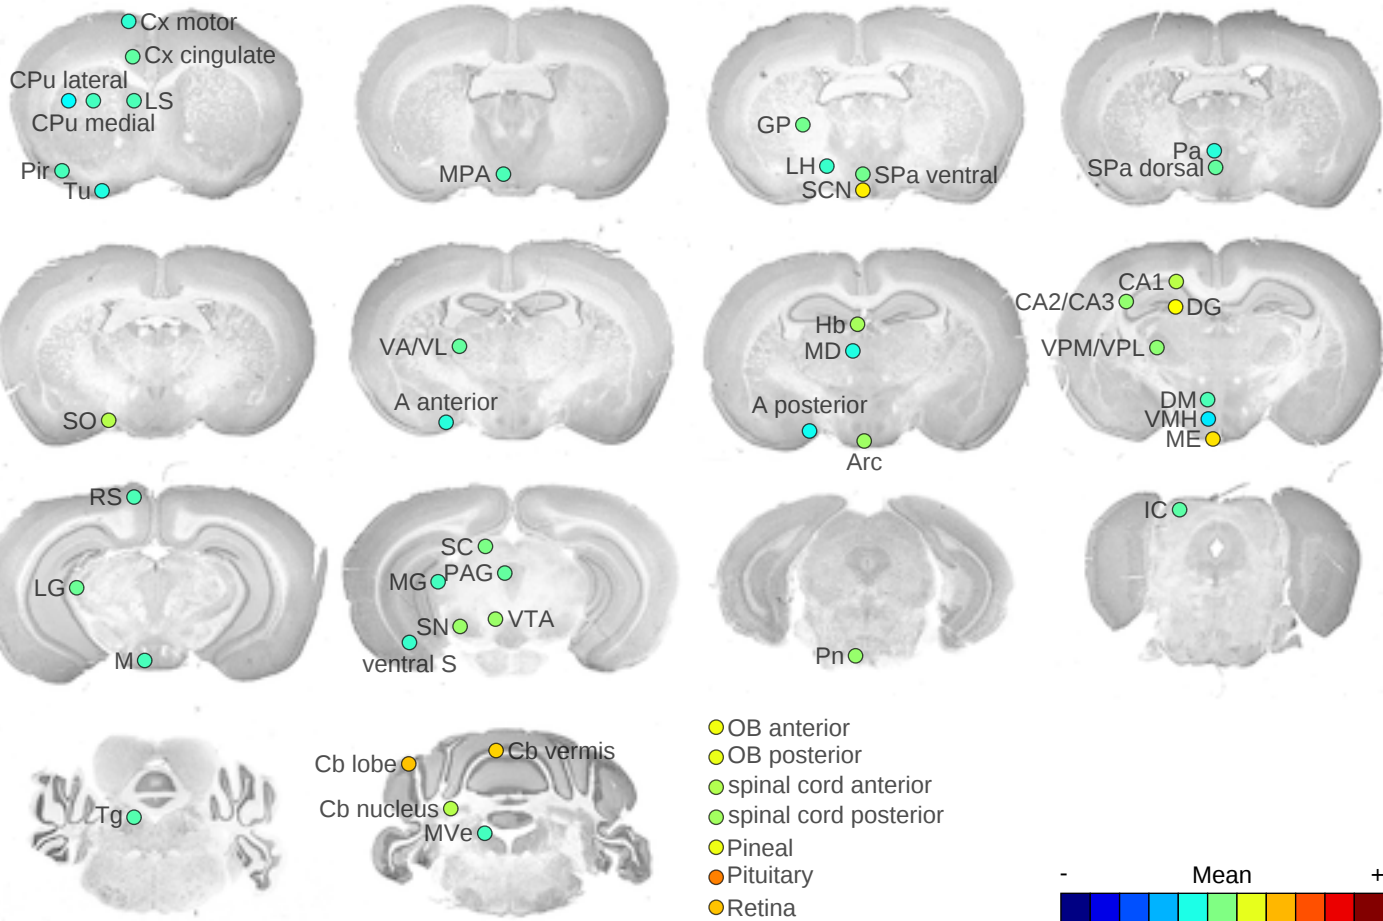 Cx motor
Cx cingulate
CPu lateral
LS
CPu medial
Pir
Tu
MPA
GP
LH
SPa ventral
SCN
Pa
SPa dorsal
SO
VA/VL
A anterior
Hb
MD
A posterior
Arc
CA1
CA2/CA3
DG
VPM/VPL
DM
VMH
ME
RS
LG
M
SC
MG
PAG
SN
VTA
ventral S
Pn
IC
Tg
Cb lobe
Cb vermis
Cb nucleus
MVe
OB anterior
OB posterior
spinal cord anterior
spinal cord posterior
Pineal
Pituitary
Retina
- Mean +